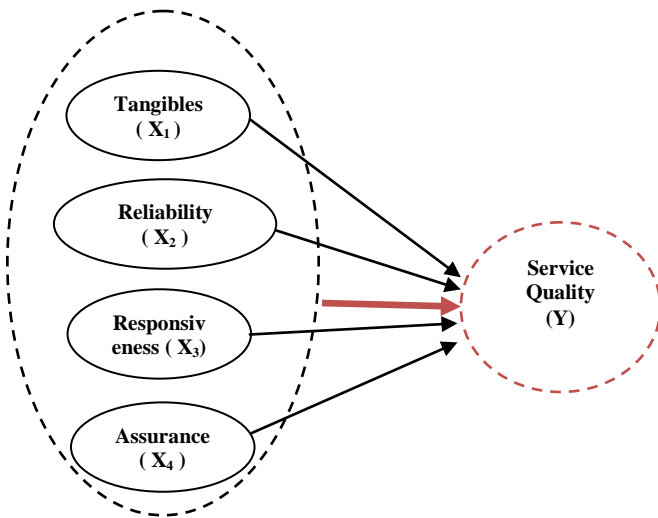 Tangibles
( X₁ )
Reliability
( X₂ )
Responsiv
eness ( X₃)
Assurance
( X₄ )
Service
Quality
(Y)